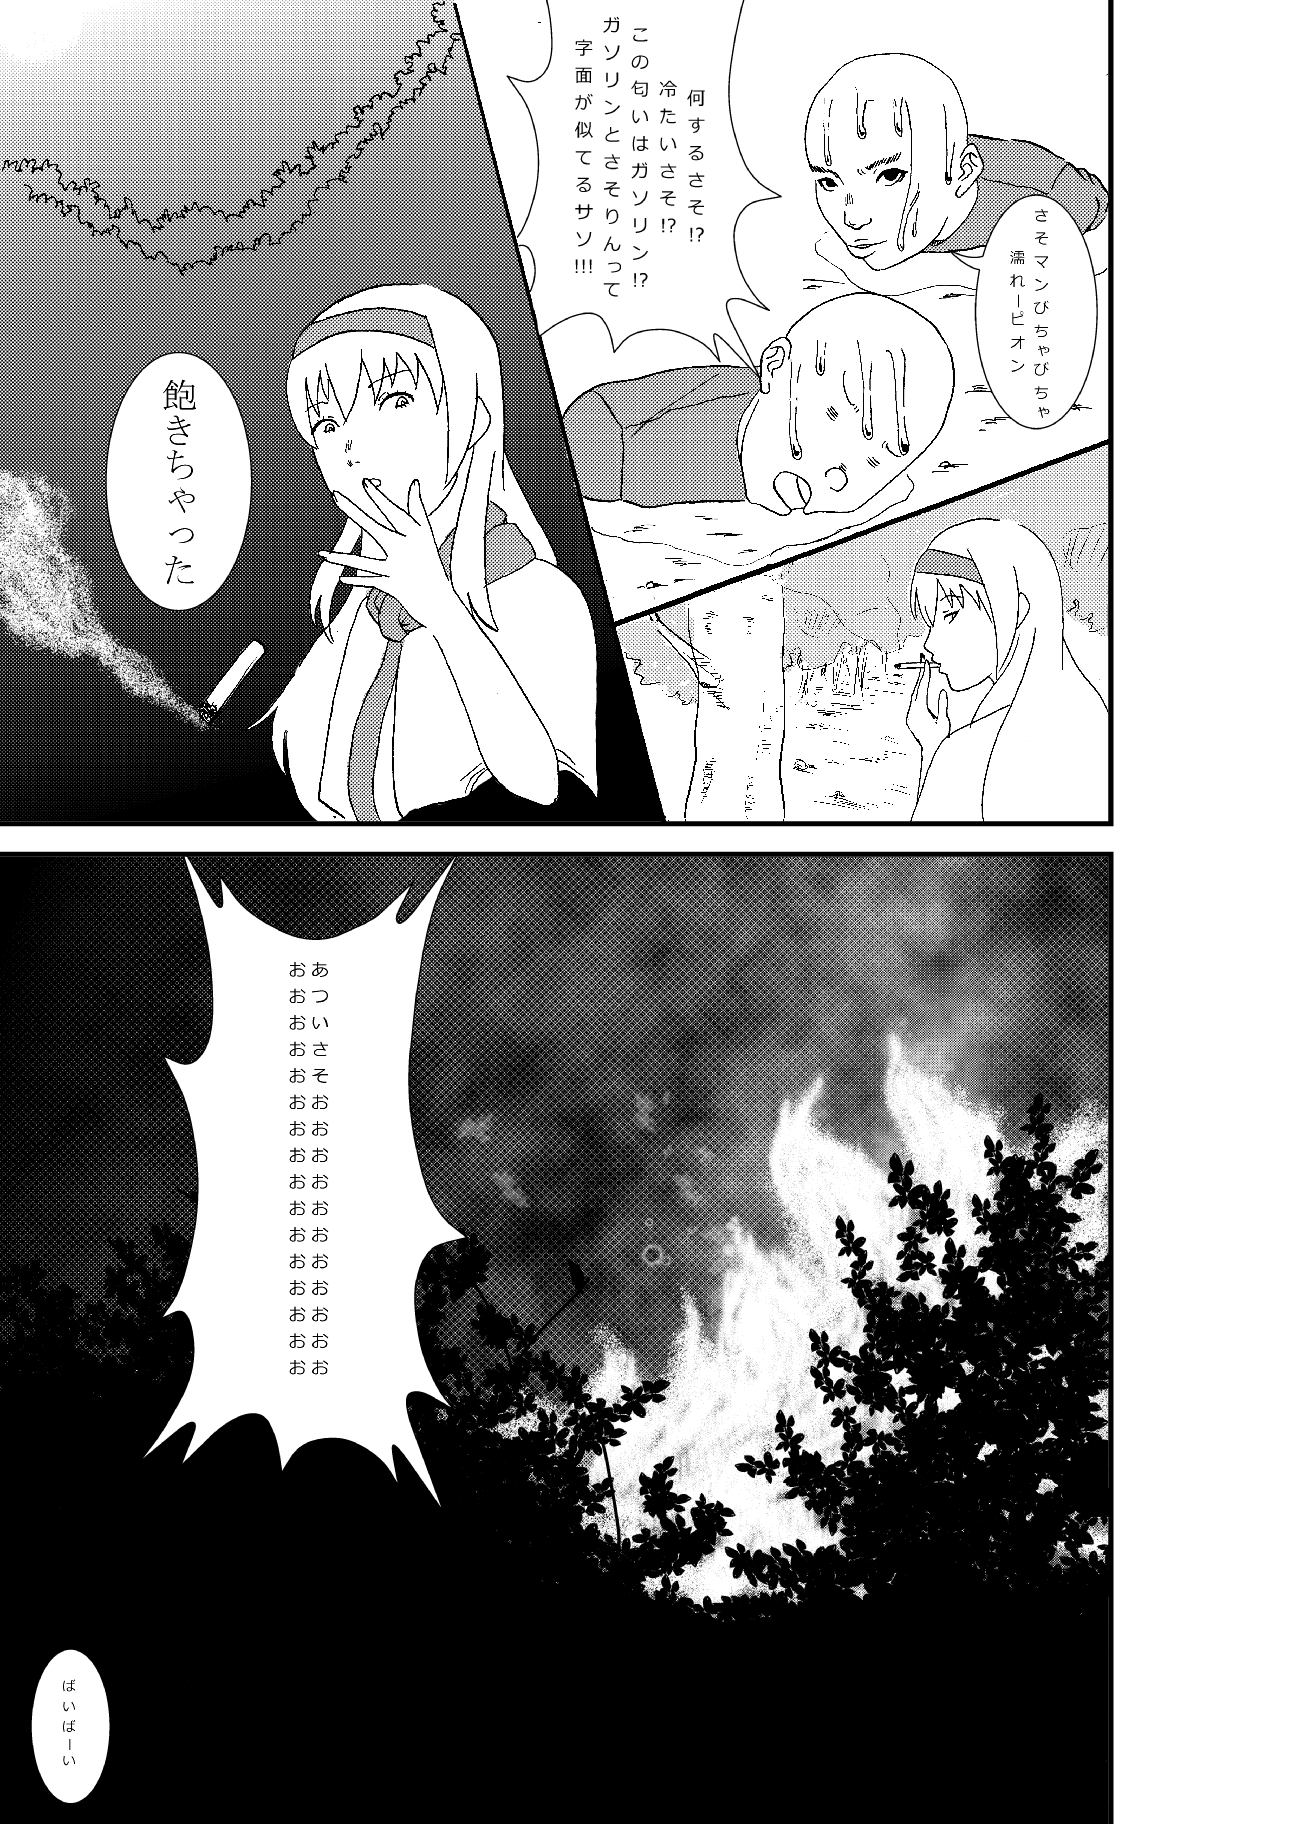 さそマンびちゃびちゃ
濡れーピオン
何するさそ!?
冷たいさそ!?
この匂いはガソリン!?
ガソリンとさそりんって
字面が似てるサソ!!!
飽きちゃった
あついさそおおおおおおおおおおお
おおおおおおおおおおおおおおおお
ばいばーい